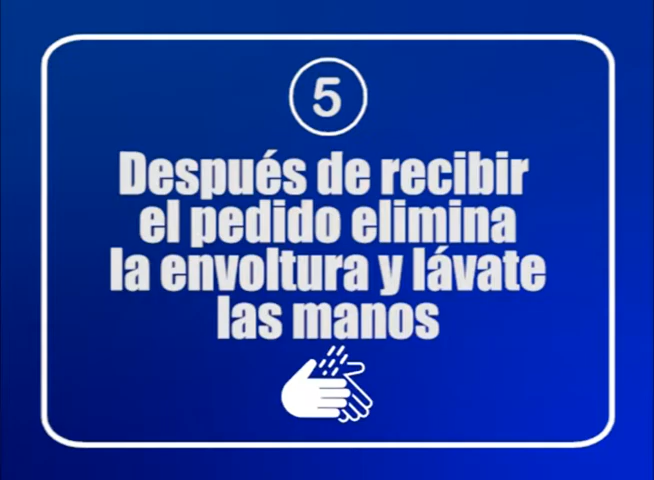 5
Después de recibir
el pedido elimina
la envoltura y lávate
las manos